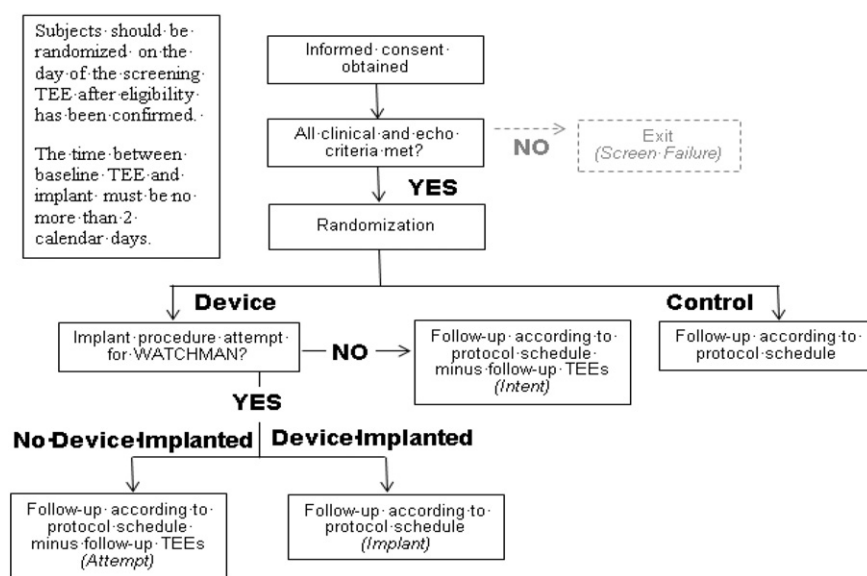 Subjects should be
randomized on the
day of the screening
TEE after eligibility
has been confirmed.
The time between
baseline TEE and
implant must be no
more than 2
calendar days.
Informed consent
obtained
All clinical and echo
criteria met?
NO
Exit
(Screen Failure)
YES
Randomization
Device
Control
Implant procedure attempt
for WATCHMAN?
NO
Follow-up according to
protocol schedule
minus follow-up TEEs
(Intent)
Follow-up according to
protocol schedule
YES
No Device Implanted
Device Implanted
Follow-up according to
protocol schedule
minus follow-up TEEs
(Attempt)
Follow-up according to
protocol schedule
(Implant)